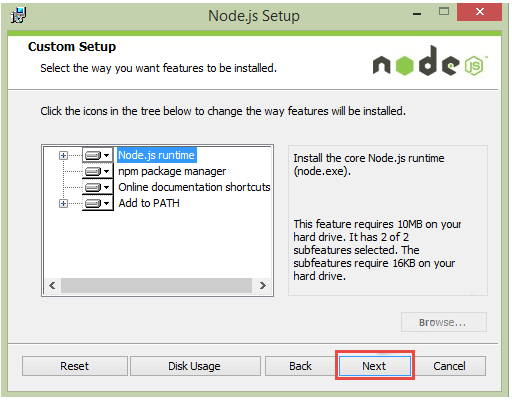 Node.js Setup
Custom Setup
Select the way you want features to be installed.
node
JS
Click the icons in the tree below to change the way features will be installed.
Node.js runtime
npm package manager
Online documentation shortcuts
Add to PATH
Install the core Node.js runtime
(node.exe).
This feature requires 10MB on your
hard drive. It has 2 of 2
subfeatures selected. The
subfeatures require 16KB on your
hard drive.
Browse...
Reset
Disk Usage
Back
Next
Cancel